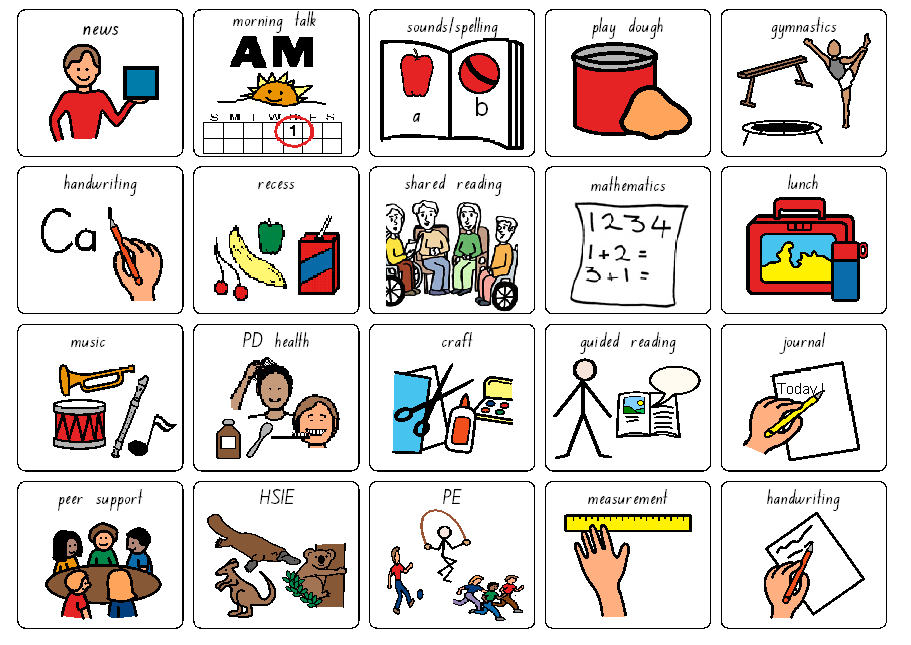 news
morning talk
AM
S M T W T F S
1
sounds/spelling
a
b
play dough
gymnastics
handwriting
Ca
recess
shared reading
mathematics
1 2 3 4
1 + 2 =
3 + 1 =
lunch
music
PD health
craft
guided reading
journal
Today I
peer support
HSIE
PE
measurement
handwriting